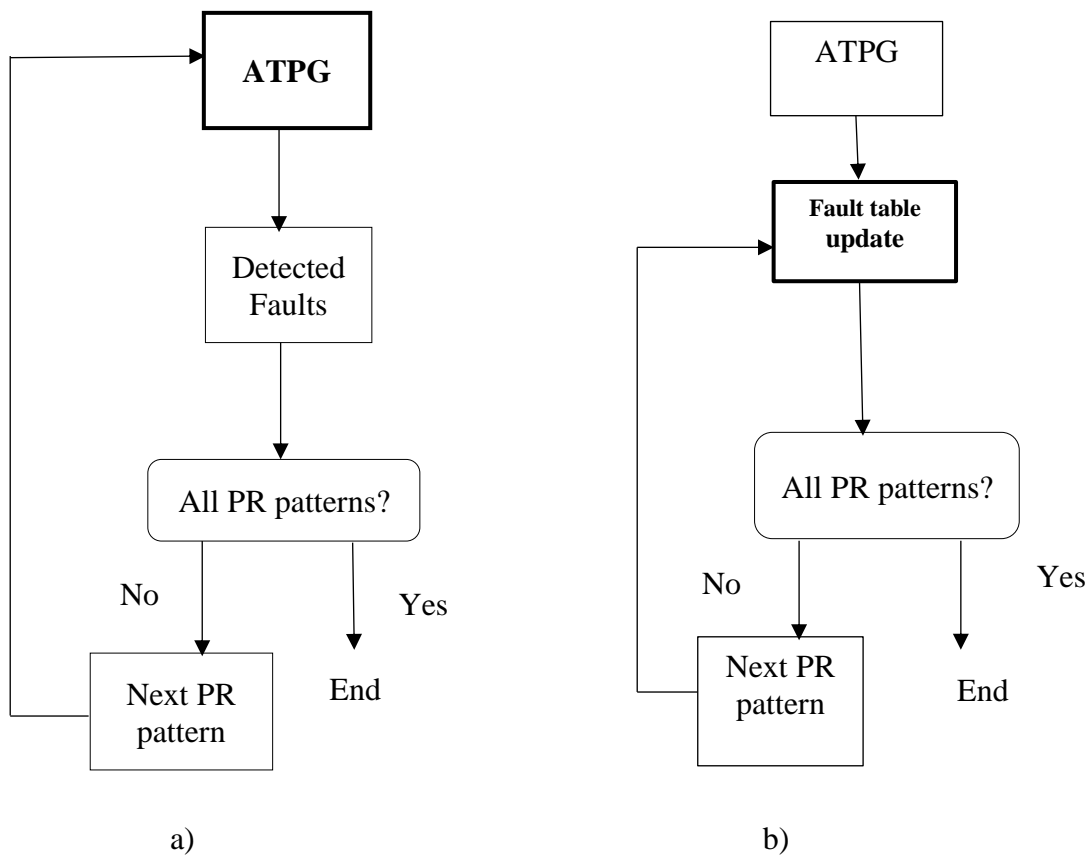 ATPG
Detected
Faults
All PR patterns?
No
Yes
End
Next PR
pattern
a)
ATPG
Fault table
update
All PR patterns?
No
Yes
End
Next PR
pattern
b)